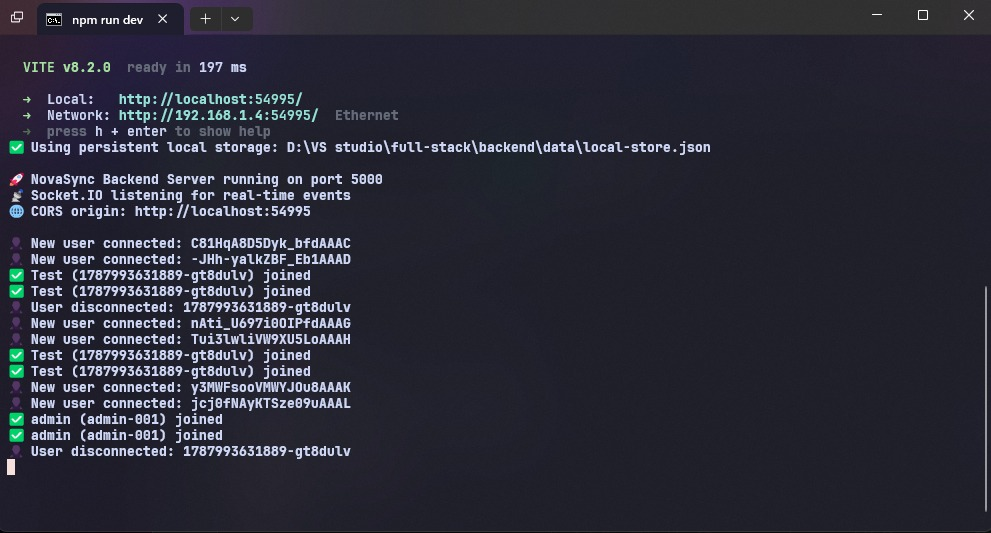 npm run dev
VITE v8.2.0 ready in 197 ms
→ Local: http://localhost:54995/
→ Network: http://192.168.1.4:54995/ Ethernet
→ press h + enter to show help
✅ Using persistent local storage: D:\VS studio\full-stack\backend\data\local-store.json
🚀 NovaSync Backend Server running on port 5000
📡 Socket.IO listening for real-time events
🌐 CORS origin: http://localhost:54995
👤 New user connected: C81HqA8D5Dyk_bfdAAAC
👤 New user connected: -JHh-yalkZBF_Eb1AAAD
✅ Test (1787993631889-gt8dulv) joined
✅ Test (1787993631889-gt8dulv) joined
👤 User disconnected: 1787993631889-gt8dulv
👤 New user connected: nAti_U697i0OIPfdAAAG
👤 New user connected: Tui3lwliVW9XU5LoAAAH
✅ Test (1787993631889-gt8dulv) joined
✅ Test (1787993631889-gt8dulv) joined
👤 New user connected: y3MWFsooVMWYJOu8AAAK
👤 New user connected: jcj0fNAyKTSze09uAAAL
✅ admin (admin-001) joined
✅ admin (admin-001) joined
👤 User disconnected: 1787993631889-gt8dulv